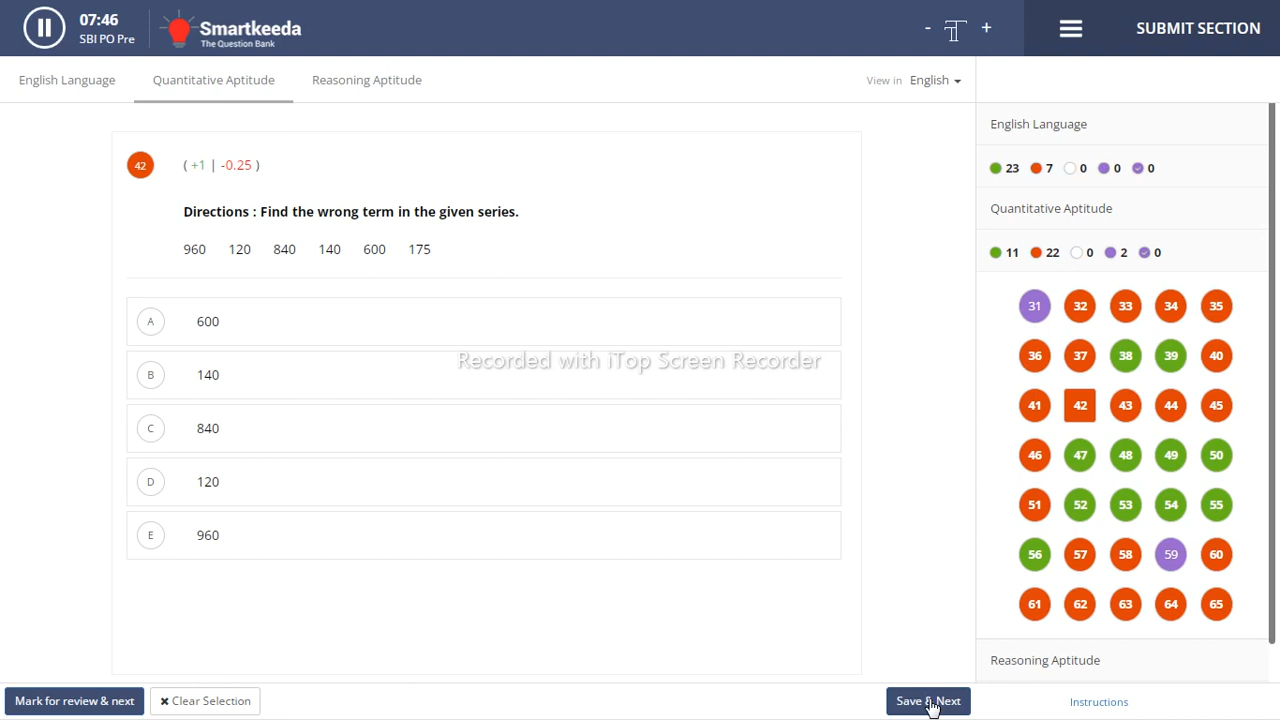 07:46
SBI PO Pre
Smartkeeda
The Question Bank
- T +
SUBMIT SECTION
English Language
Quantitative Aptitude
Reasoning Aptitude
View in English
42
( +1 | -0.25 )
Directions : Find the wrong term in the given series.
960 120 840 140 600 175
A 600
Recorded with iTop Screen Recorder
B 140
C 840
D 120
E 960
English Language
23 7 0 0 0
Quantitative Aptitude
11 22 0 2 0
31 32 33 34 35
36 37 38 39 40
41 42 43 44 45
46 47 48 49 50
51 52 53 54 55
56 57 58 59 60
61 62 63 64 65
Reasoning Aptitude
Mark for review & next
Clear Selection
Save & Next
Instructions